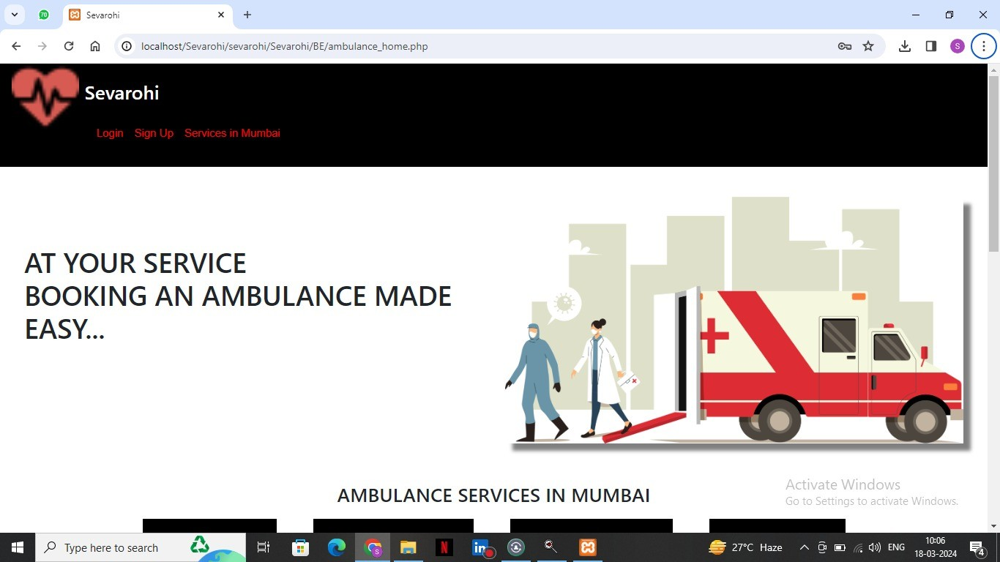 70
Sevarohi
localhost/Sevarohi/sevarohi/Sevarohi/BE/ambulance_home.php
S
Sevarohi
Login Sign Up Services in Mumbai
AT YOUR SERVICE
BOOKING AN AMBULANCE MADE
EASY...
AMBULANCE SERVICES IN MUMBAI
Activate Windows
Go to Settings to activate Windows.
Type here to search
S
N
in
27°C Haze
ENG
10:06
18-03-2024
4